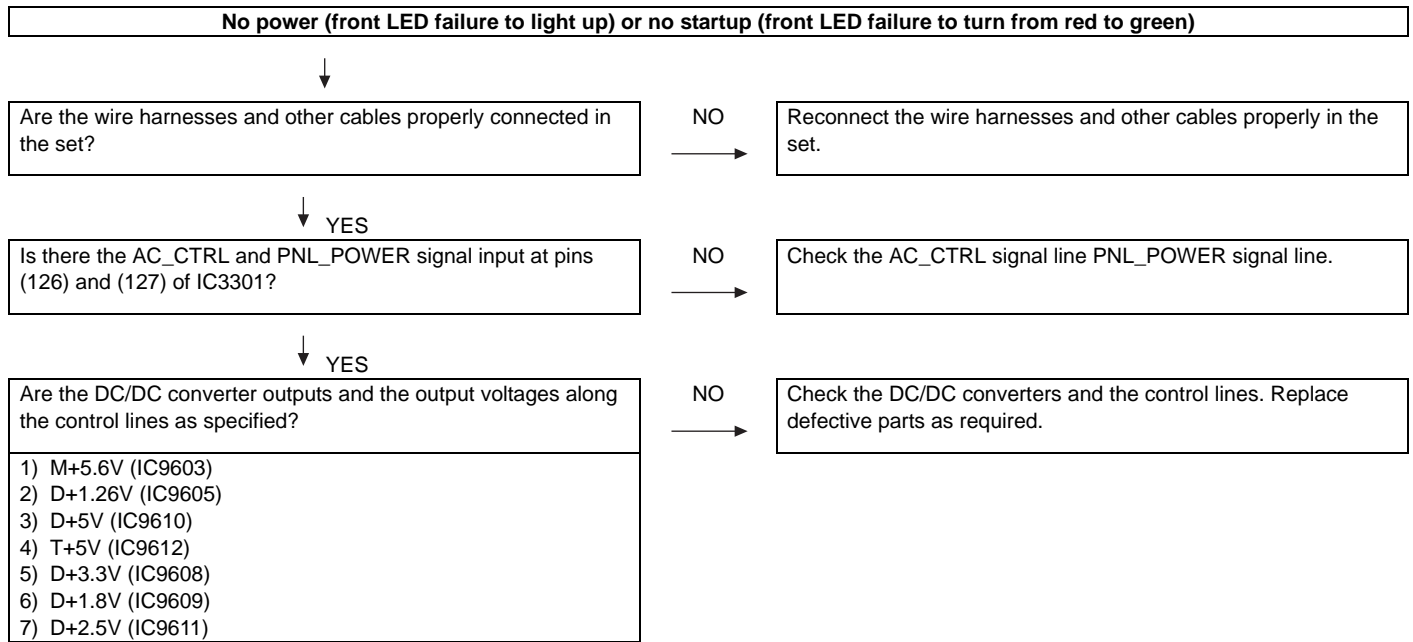 No power (front LED failure to light up) or no startup (front LED failure to turn from red to green)
Are the wire harnesses and other cables properly connected in
the set?
NO
Reconnect the wire harnesses and other cables properly in the
set.
YES
Is there the AC_CTRL and PNL_POWER signal input at pins
(126) and (127) of IC3301?
NO
Check the AC_CTRL signal line PNL_POWER signal line.
YES
Are the DC/DC converter outputs and the output voltages along
the control lines as specified?
NO
Check the DC/DC converters and the control lines. Replace
defective parts as required.
1) M+5.6V (IC9603)
2) D+1.26V (IC9605)
3) D+5V (IC9610)
4) T+5V (IC9612)
5) D+3.3V (IC9608)
6) D+1.8V (IC9609)
7) D+2.5V (IC9611)